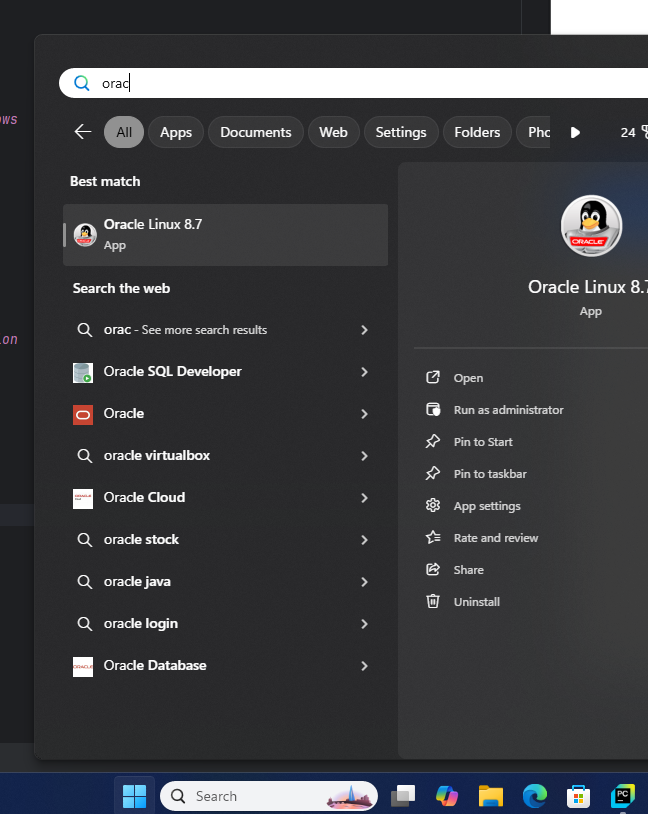 ows
ion
orac
All
Apps
Documents
Web
Settings
Folders
Pho
24
Best match
Oracle Linux 8.7
App
Search the web
orac - See more search results
Oracle SQL Developer
Oracle
oracle virtualbox
Oracle Cloud
oracle stock
oracle java
oracle login
Oracle Database
ORACLE
Oracle Linux 8.7
App
Open
Run as administrator
Pin to Start
Pin to taskbar
App settings
Rate and review
Share
Uninstall
Search
PC